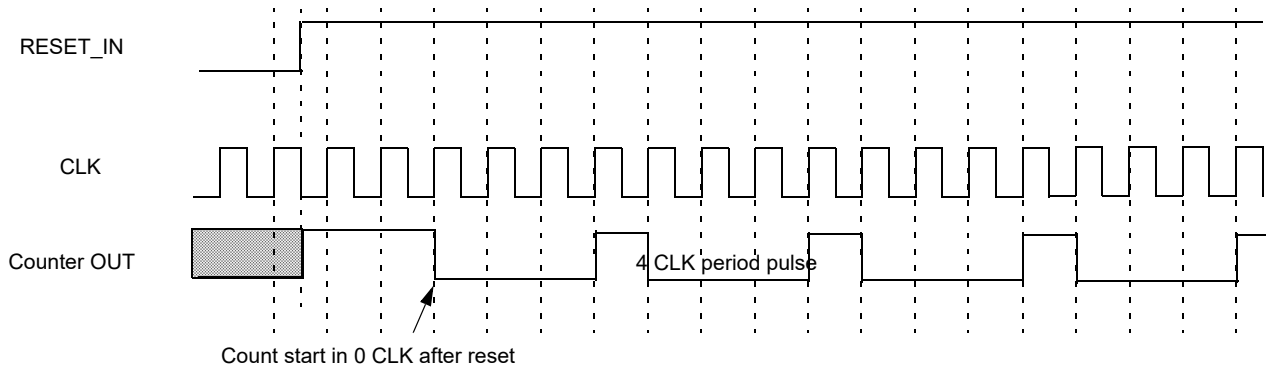 RESET_IN
CLK
Counter OUT
4 CLK period pulse
Count start in 0 CLK after reset